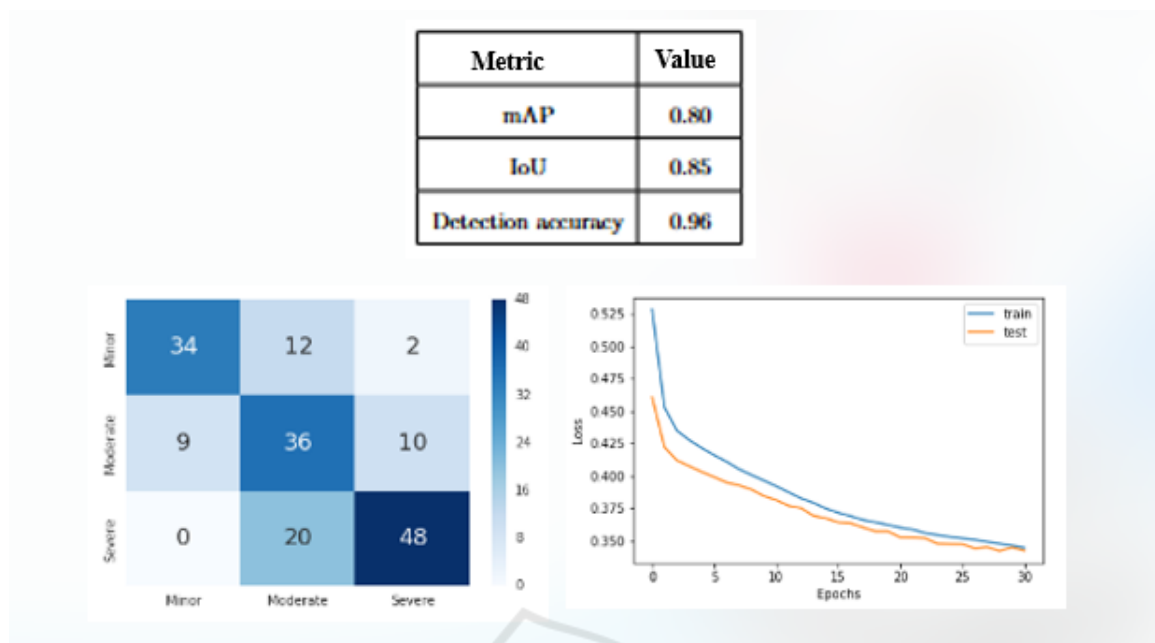 Metric Value
mAP 0.80
IoU 0.85
Detection accuracy 0.96
Minor 34 12 2
Moderate 9 36 10
Severe 0 20 48
Minor Moderate Severe
48
40
32
24
16
8
0
train
test
Loss
0.525
0.500
0.475
0.450
0.425
0.400
0.375
0.350
0 5 10 15 20 25 30
Epochs